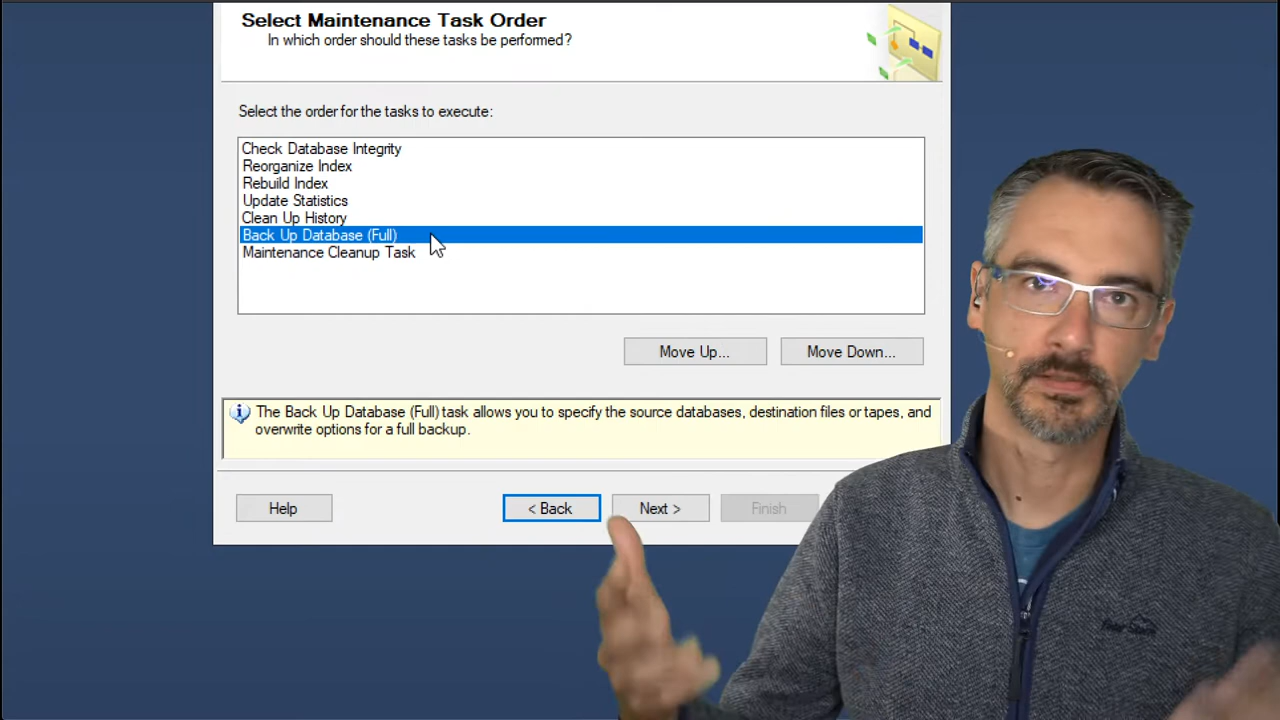 Select Maintenance Task Order
In which order should these tasks be performed?
Select the order for the tasks to execute:
Check Database Integrity
Reorganize Index
Rebuild Index
Update Statistics
Clean Up History
Back Up Database (Full)
Maintenance Cleanup Task
Move Up...
Move Down...
The Back Up Database (Full) task allows you to specify the source databases, destination files or tapes, and
overwrite options for a full backup.
Help
< Back
Next >
Finish